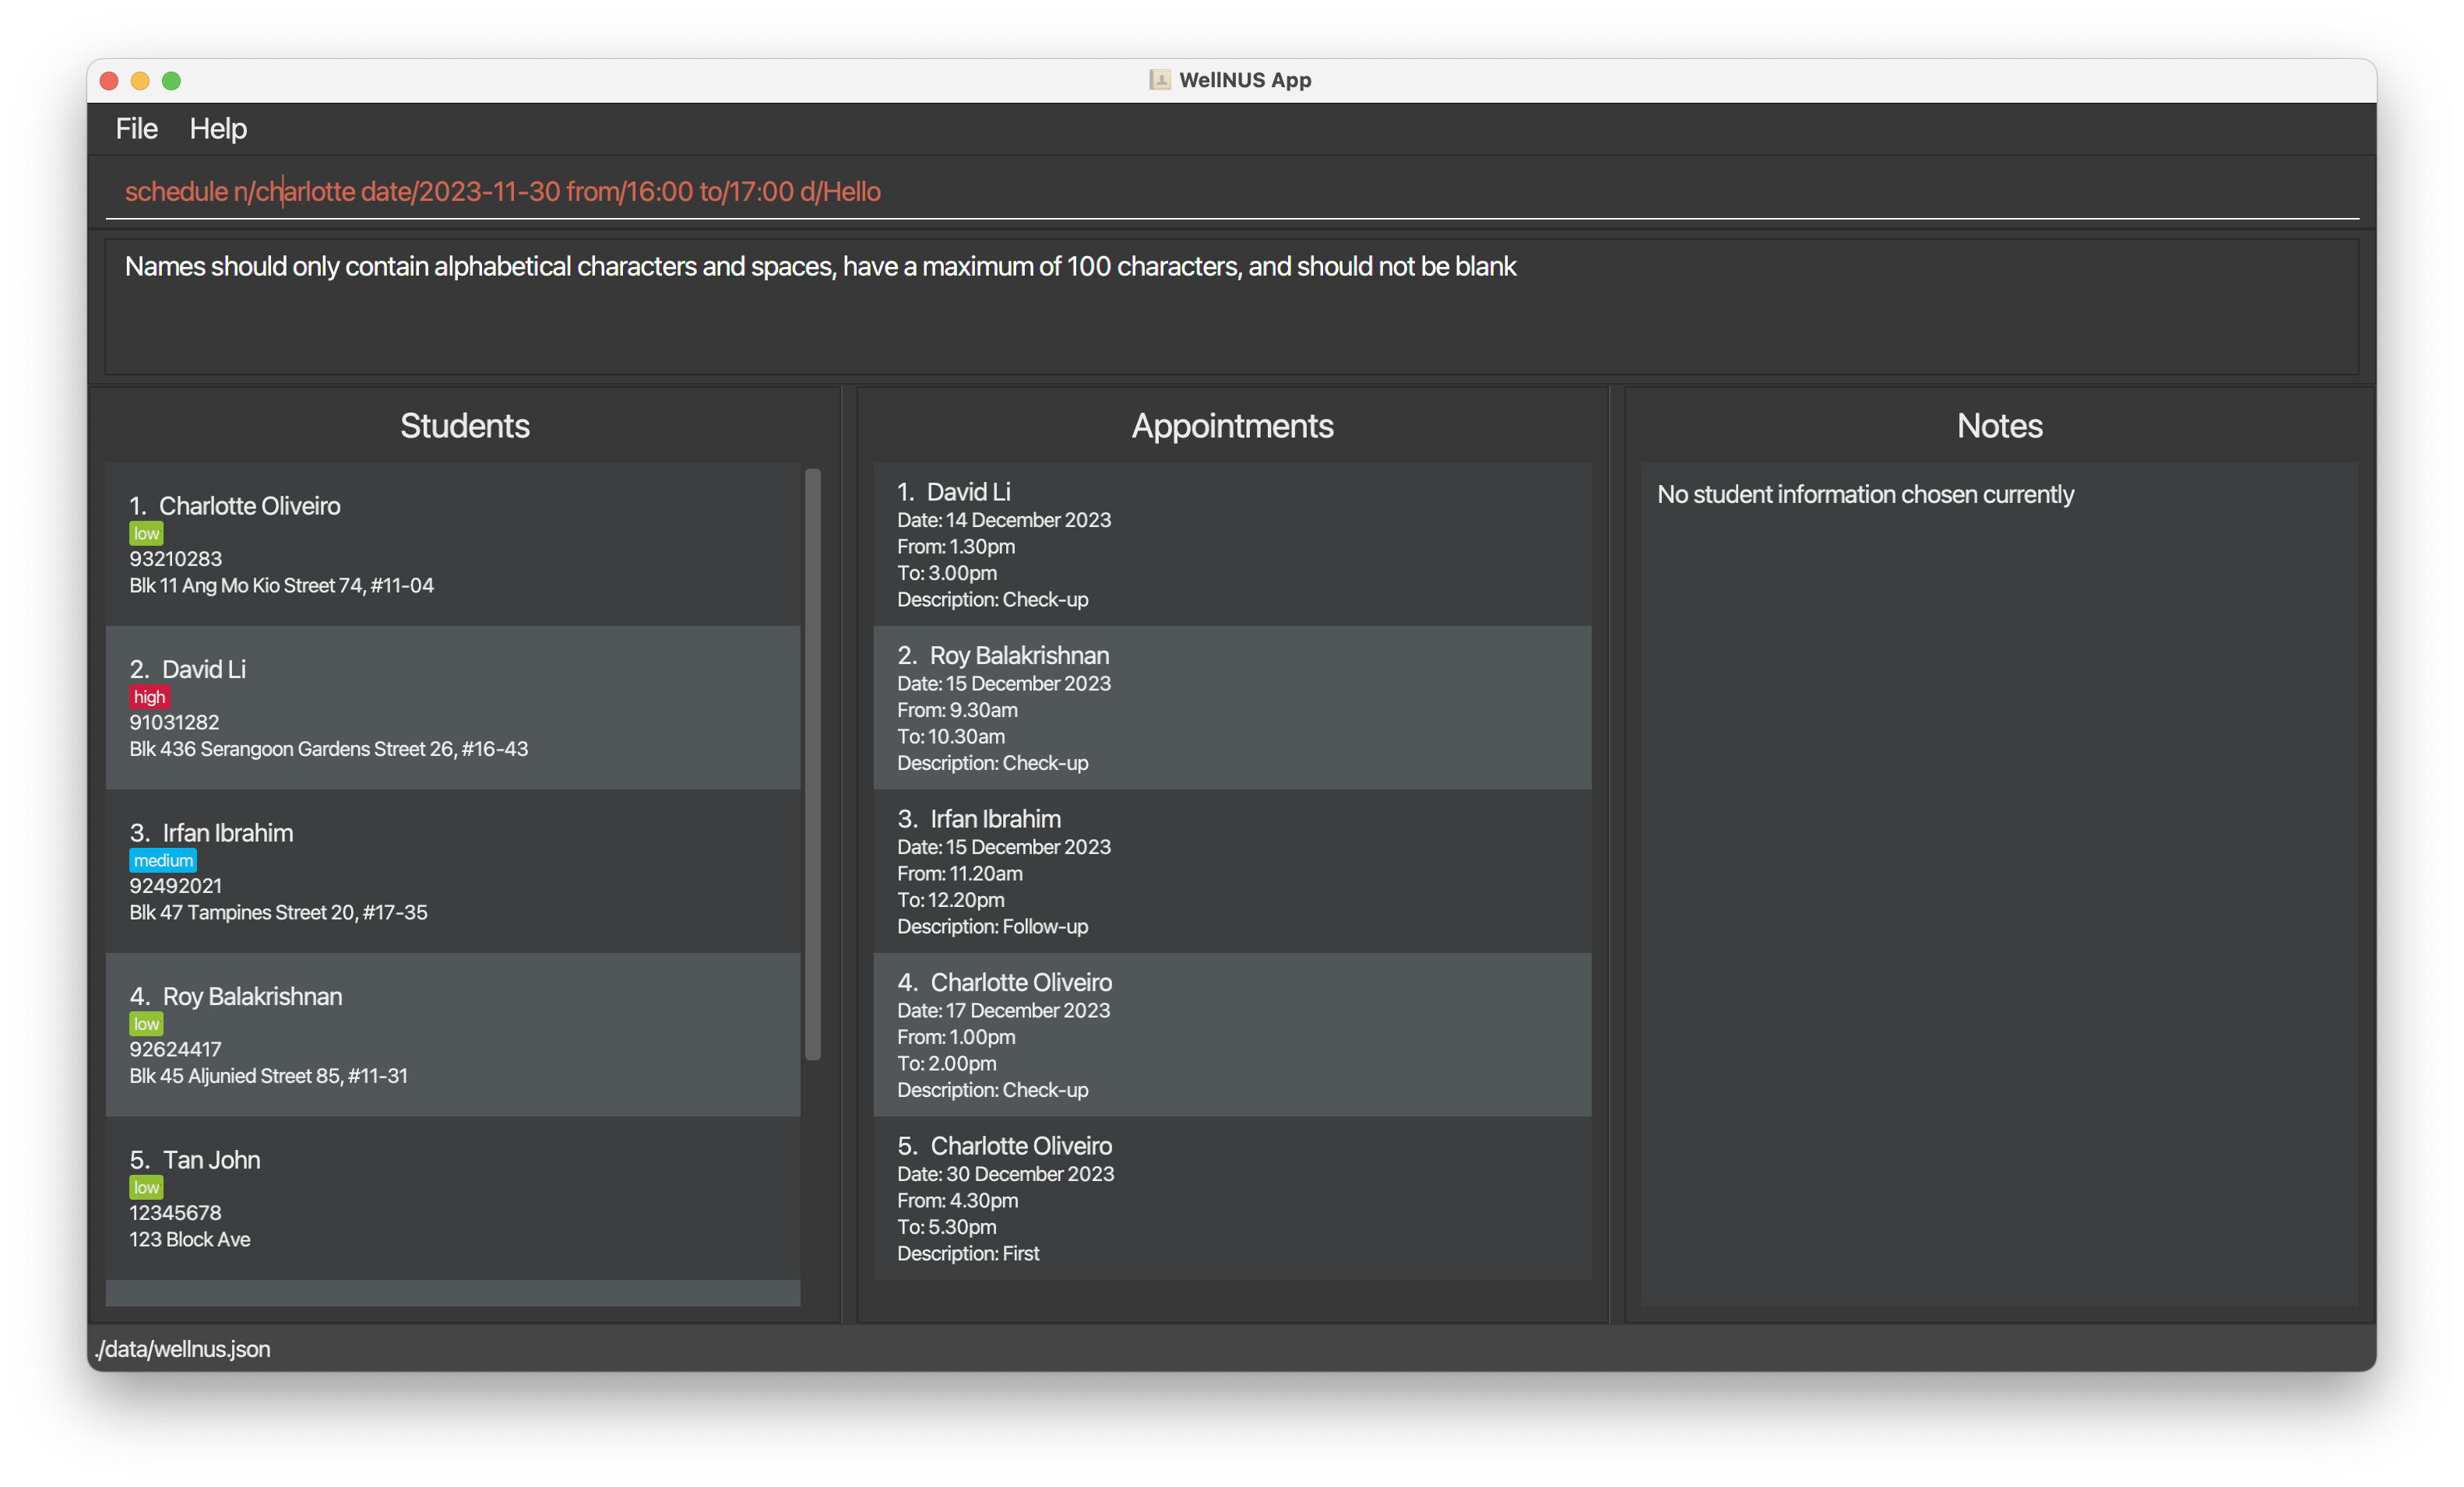 WellNUS App
File Help
schedule n/charlotte date/2023-11-30 from/16:00 to/17:00 d/Hello
Names should only contain alphabetical characters and spaces, have a maximum of 100 characters, and should not be blank
Students
1. Charlotte Oliveiro
low
93210283
Blk 11 Ang Mo Kio Street 74, #11-04
2. David Li
high
91031282
Blk 436 Serangoon Gardens Street 26, #16-43
3. Irfan Ibrahim
medium
92492021
Blk 47 Tampines Street 20, #17-35
4. Roy Balakrishnan
low
92624417
Blk 45 Aljunied Street 85, #11-31
5. Tan John
low
12345678
123 Block Ave
Appointments
1. David Li
Date: 14 December 2023
From: 1.30pm
To: 3.00pm
Description: Check-up
2. Roy Balakrishnan
Date: 15 December 2023
From: 9.30am
To: 10.30am
Description: Check-up
3. Irfan Ibrahim
Date: 15 December 2023
From: 11.20am
To: 12.20pm
Description: Follow-up
4. Charlotte Oliveiro
Date: 17 December 2023
From: 1.00pm
To: 2.00pm
Description: Check-up
5. Charlotte Oliveiro
Date: 30 December 2023
From: 4.30pm
To: 5.30pm
Description: First
Notes
No student information chosen currently
./data/wellnus.json